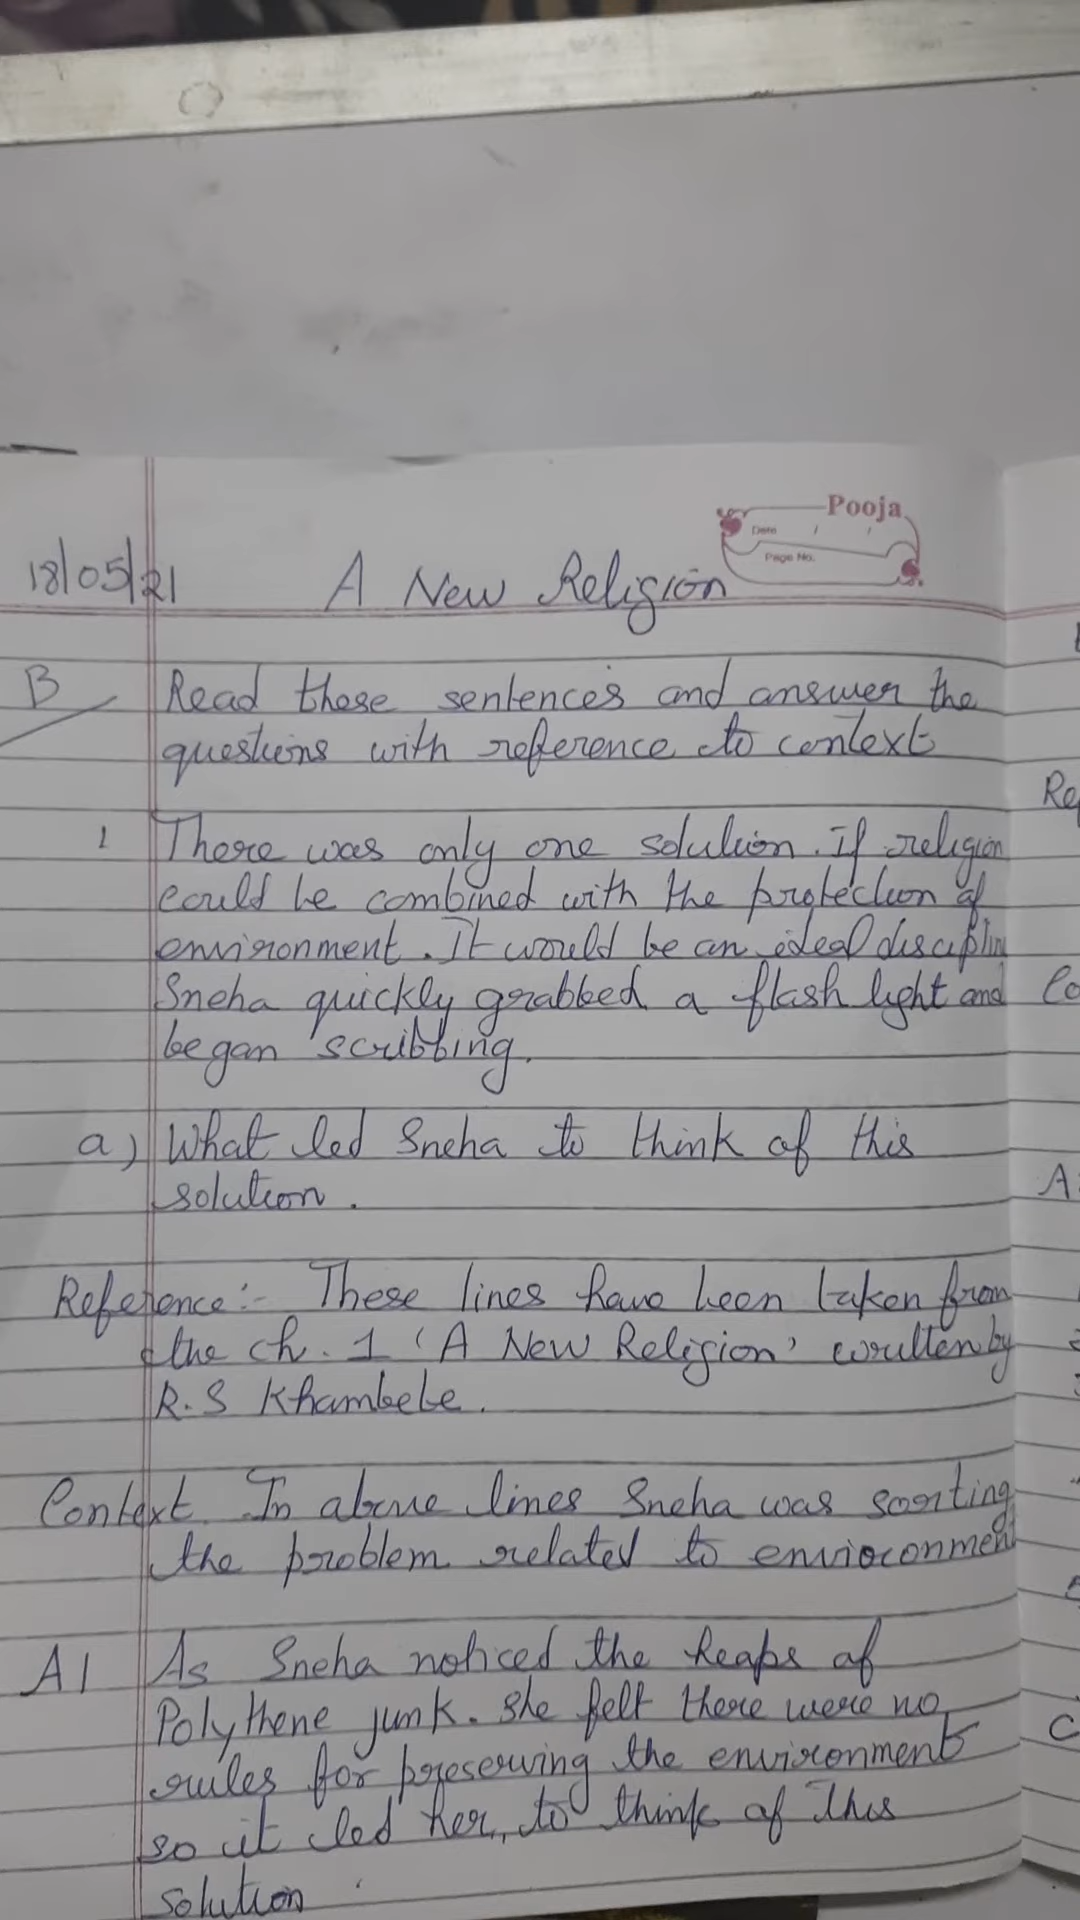 Pooja
Date / /
Page No.
18/05/21 A New Religion
B Read these sentences and answer the
questions with reference to context
1 There was only one solution. If religion
could be combined with the protection of
environment. It would be an ideal disciplin
Sneha quickly grabbed a flash light and
began scribbing.
a) What led Sneha to think of this
solution.
Reference:- These lines have been taken from
the ch. 1 'A New Religion' written by
R.S Khambete.
Context. In above lines Sneha was sorting
the problem related to environment
A1 As Sneha noticed the heaps of
Polythene junk. she felt there were no
rules for preserving the environment
so it led her, to think of this
solution.
Re
Co
A
C